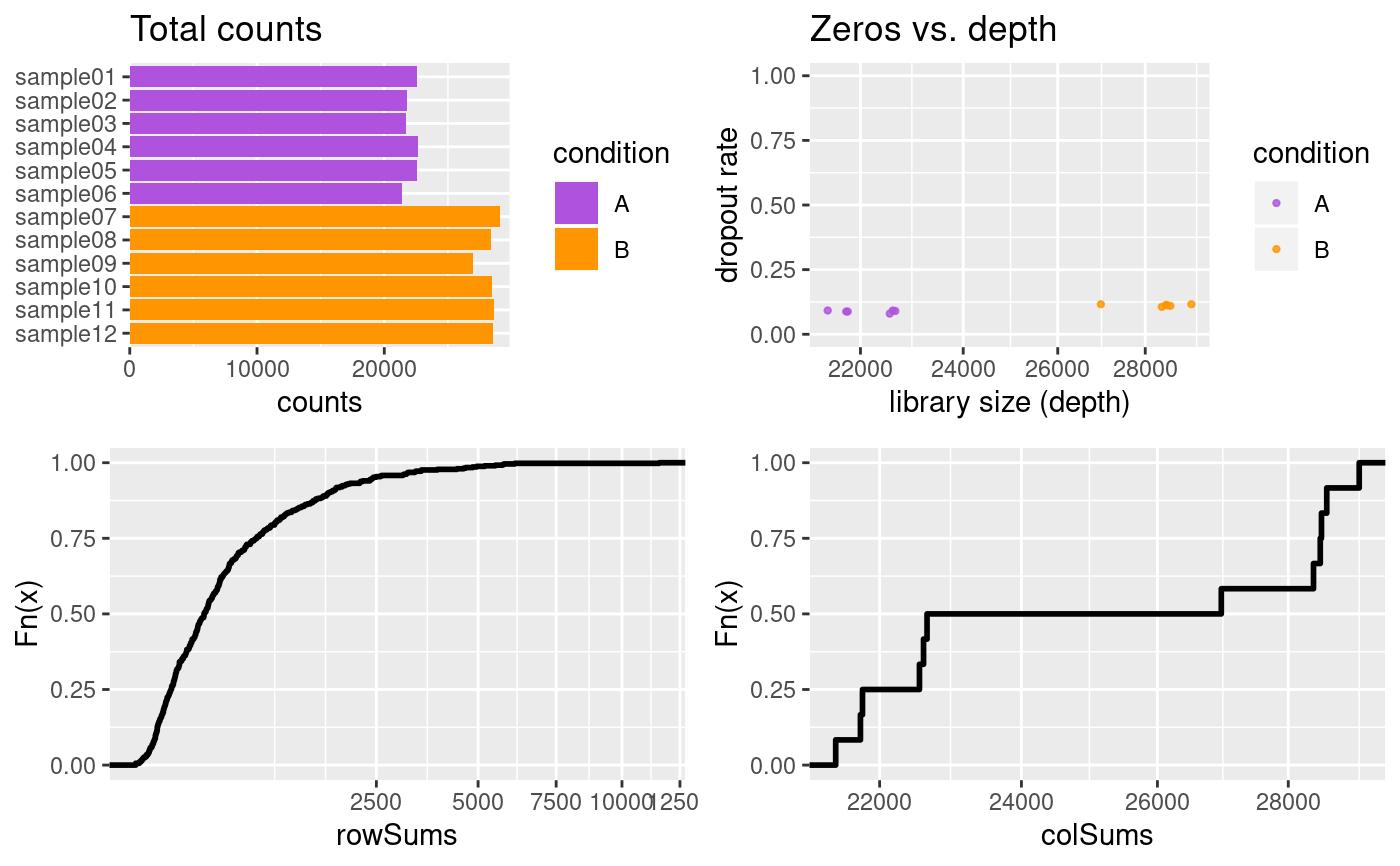 Total counts
sample01
sample02
sample03
sample04
sample05
sample06
sample07
sample08
sample09
sample10
sample11
sample12
0 10000 20000
counts
condition
A
B
Zeros vs. depth
1.00
0.75
0.50
0.25
0.00
dropout rate
22000 24000 26000 28000
library size (depth)
condition
A
B
1.00
0.75
0.50
0.25
0.00
Fn(x)
2500 5000 7500 10000 1250
rowSums
1.00
0.75
0.50
0.25
0.00
Fn(x)
22000 24000 26000 28000
colSums